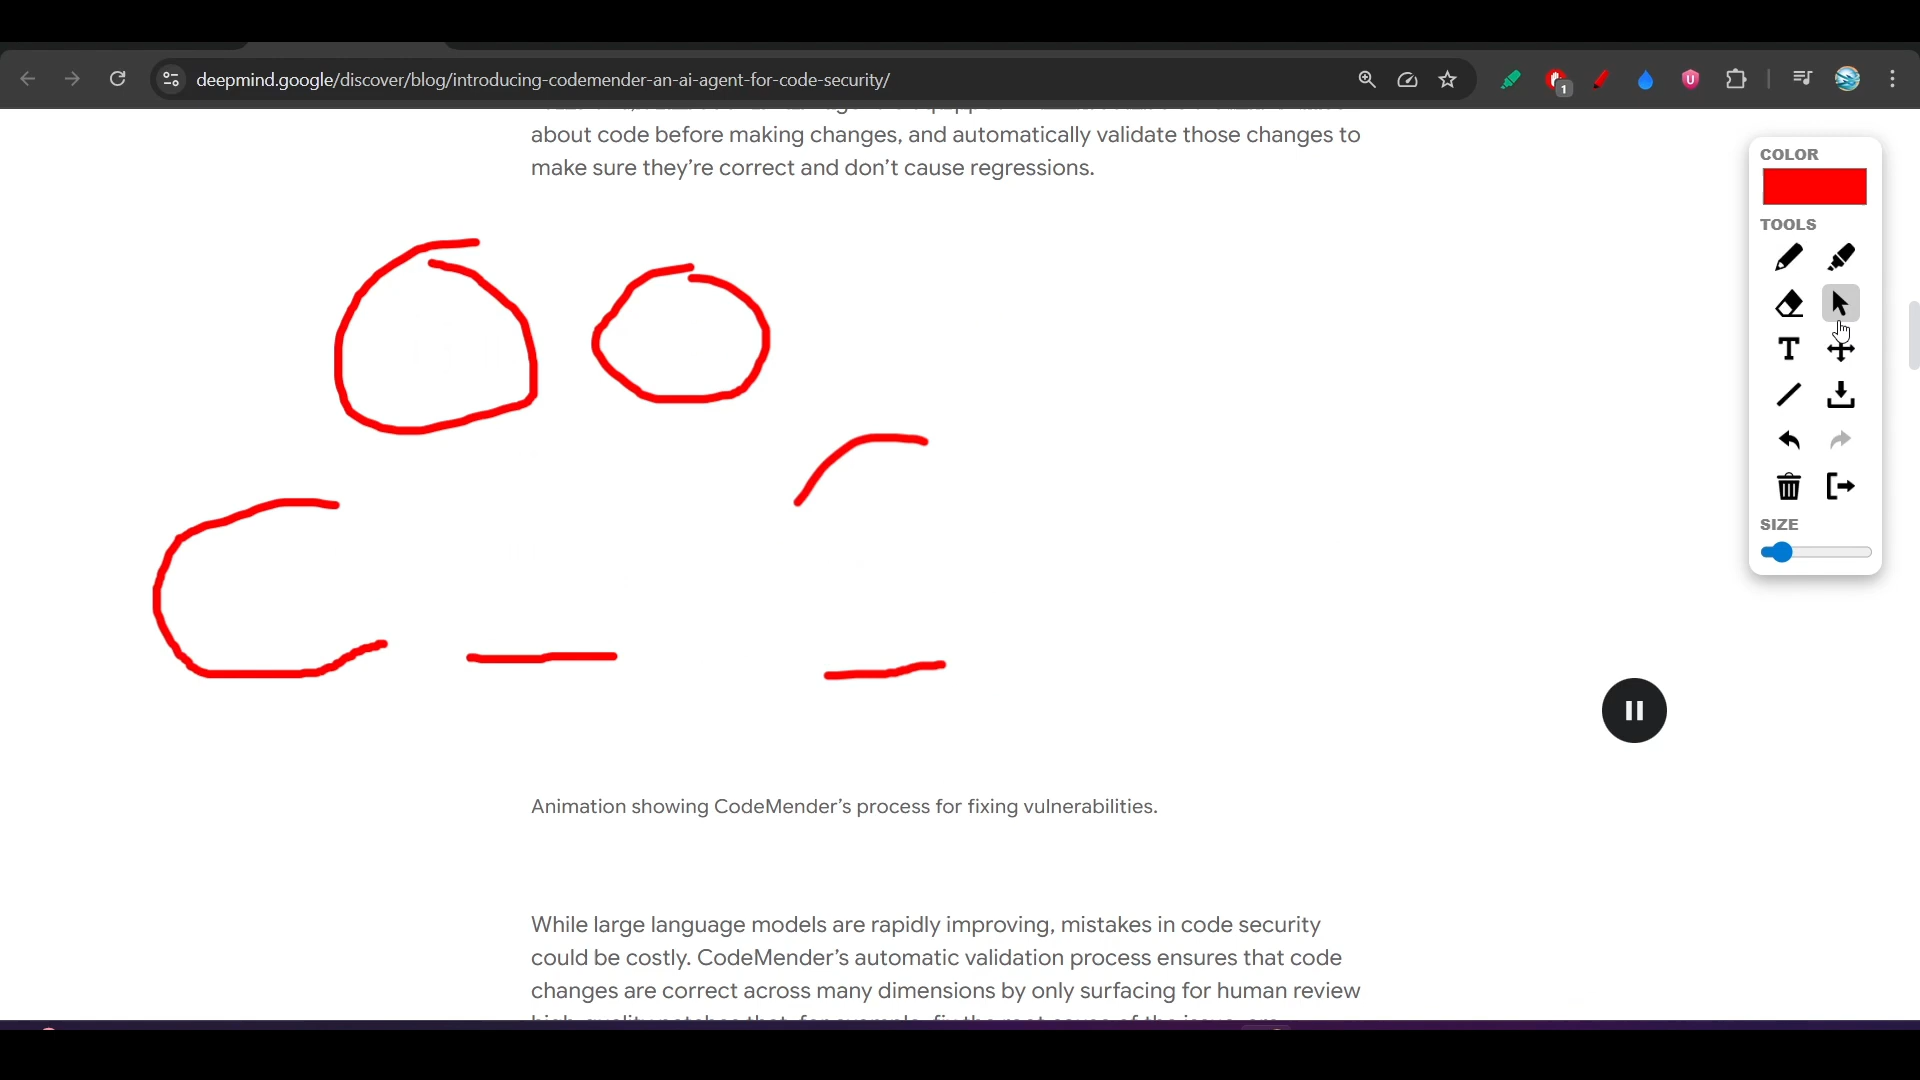 deepmind.google/discover/blog/introducing-codemender-an-ai-agent-for-code-security/
1
about code before making changes, and automatically validate those changes to
make sure they’re correct and don’t cause regressions.
COLOR
TOOLS
T
SIZE
Animation showing CodeMender’s process for fixing vulnerabilities.
While large language models are rapidly improving, mistakes in code security
could be costly. CodeMender’s automatic validation process ensures that code
changes are correct across many dimensions by only surfacing for human review